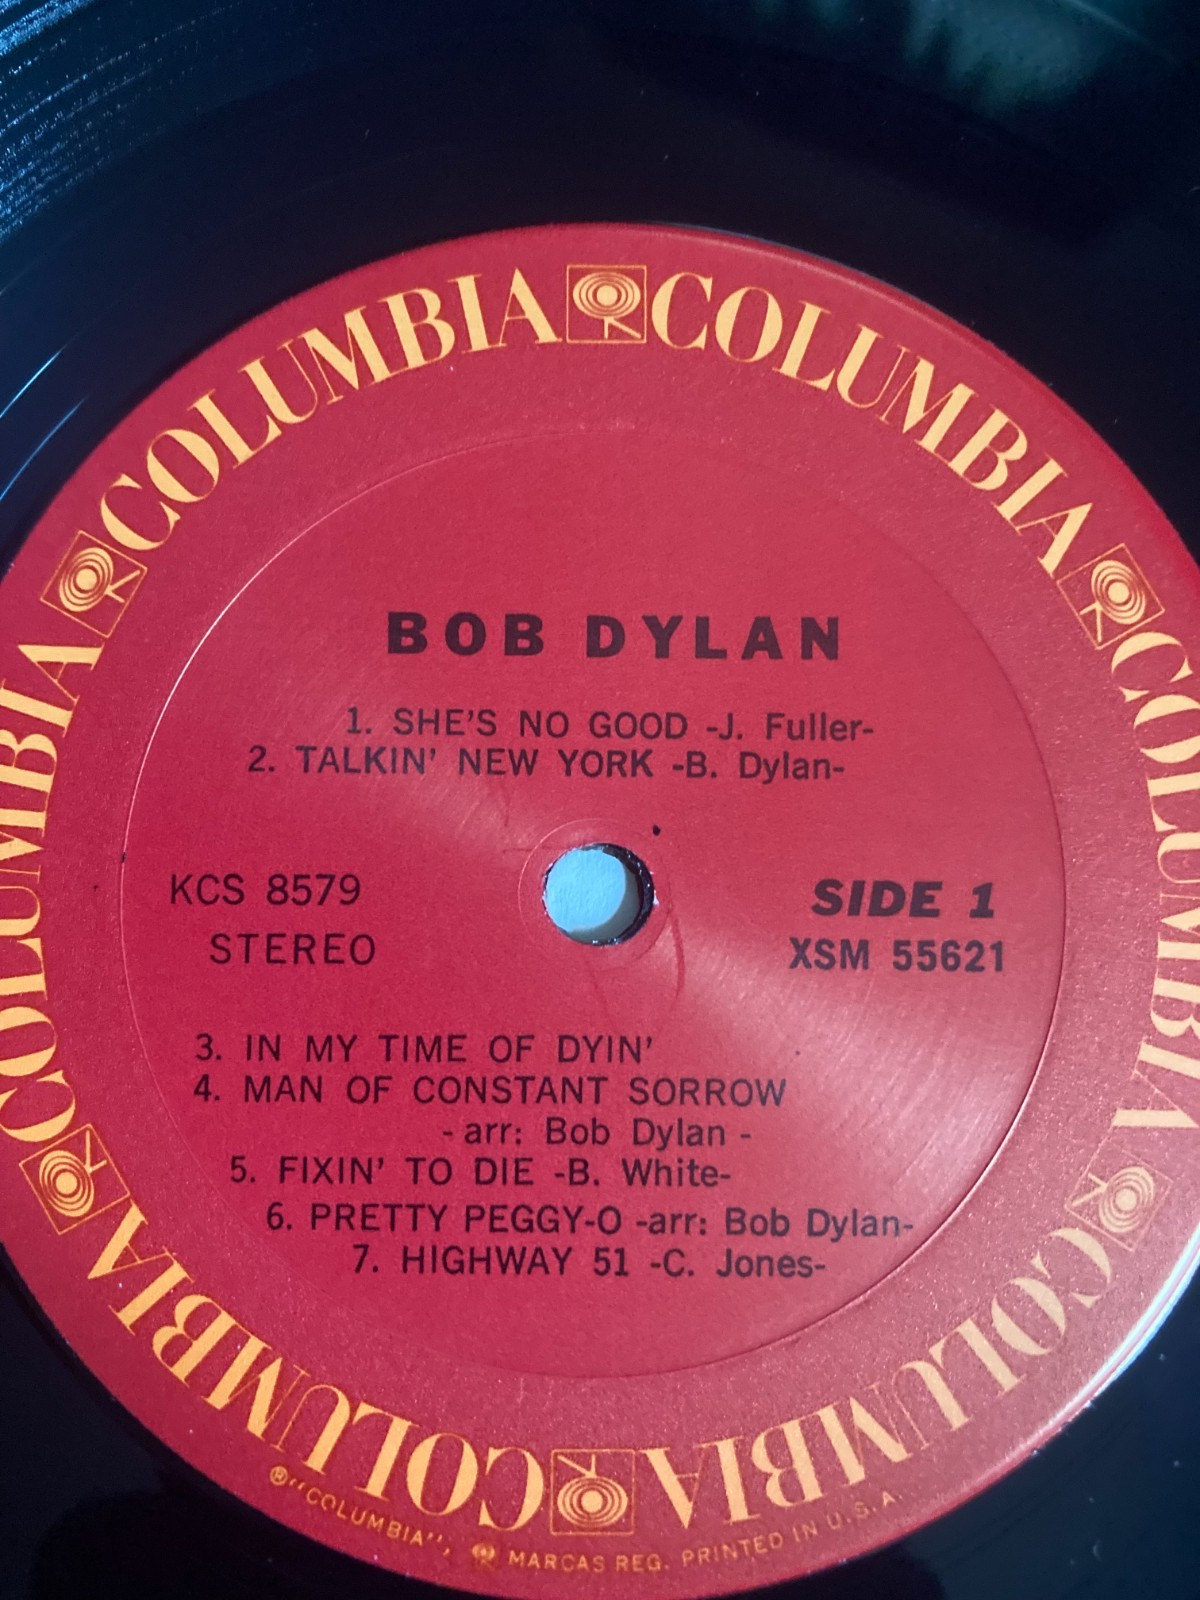 COLUMBIA COLUMBIA COLUMBIA COLUMBIA COLUMBIA COLUMBIA
BOB DYLAN
1. SHE'S NO GOOD -J. Fuller-
2. TALKIN' NEW YORK -B. Dylan-
KCS 8579
STEREO
SIDE 1
XSM 55621
3. IN MY TIME OF DYIN'
4. MAN OF CONSTANT SORROW
- arr: Bob Dylan -
5. FIXIN' TO DIE -B. White-
6. PRETTY PEGGY-O -arr: Bob Dylan-
7. HIGHWAY 51 -C. Jones-
® "COLUMBIA", MARCAS REG. PRINTED IN U.S.A.